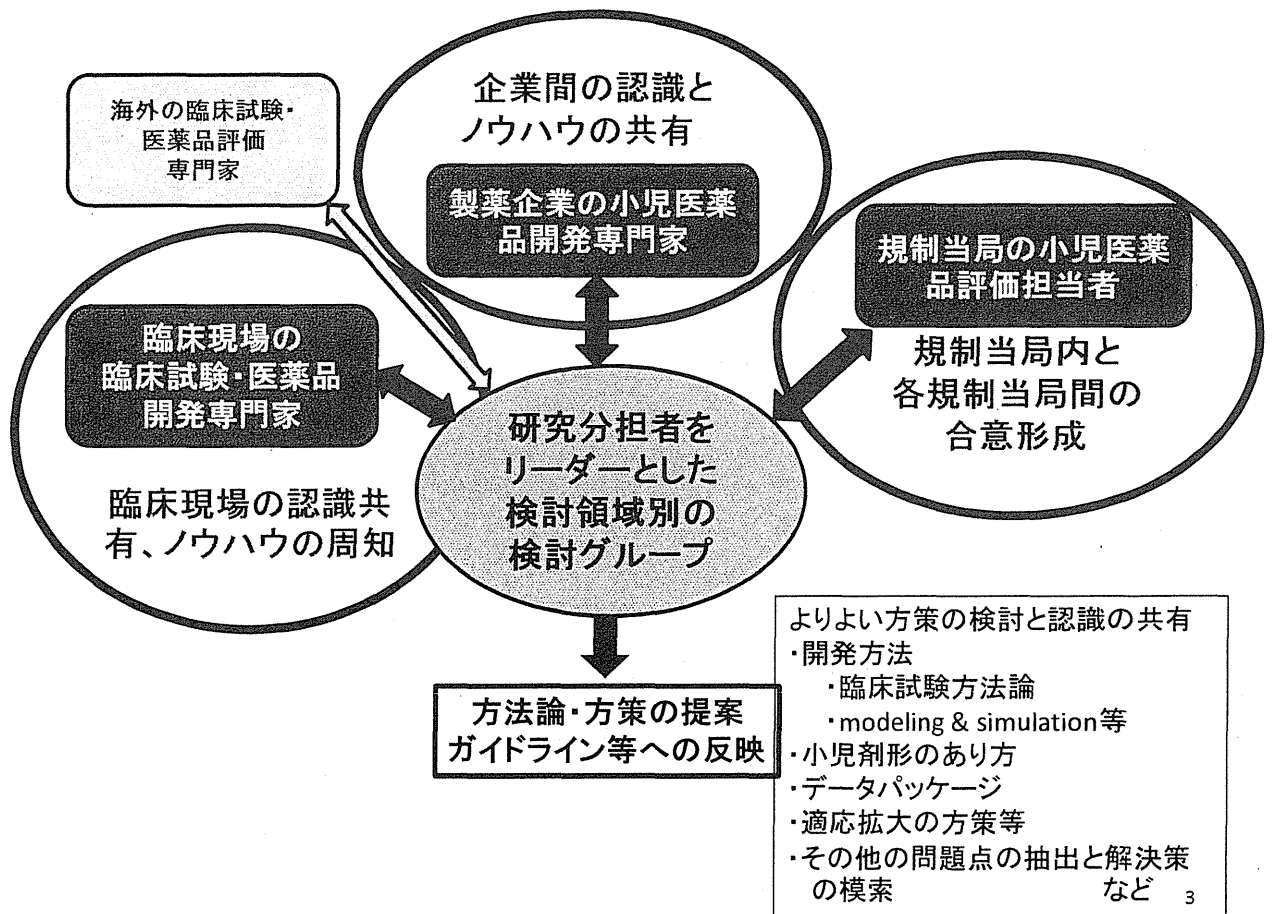 海外の臨床試験・
医薬品評価
専門家
企業間の認識と
ノウハウの共有
製薬企業の小児医薬
品開発専門家
規制当局の小児医薬
品評価担当者
規制当局内と
各規制当局間の
合意形成
臨床現場の
臨床試験・医薬品
開発専門家
臨床現場の認識共
有、ノウハウの周知
研究分担者を
リーダーとした
検討領域別の
検討グループ
方法論・方策の提案
ガイドライン等への反映
よりよい方策の検討と認識の共有
・開発方法
・臨床試験方法論
・modeling & simulation等
・小児剤形のあり方
・データパッケージ
・適応拡大の方策等
・その他の問題点の抽出と解決策
の模索 など
3